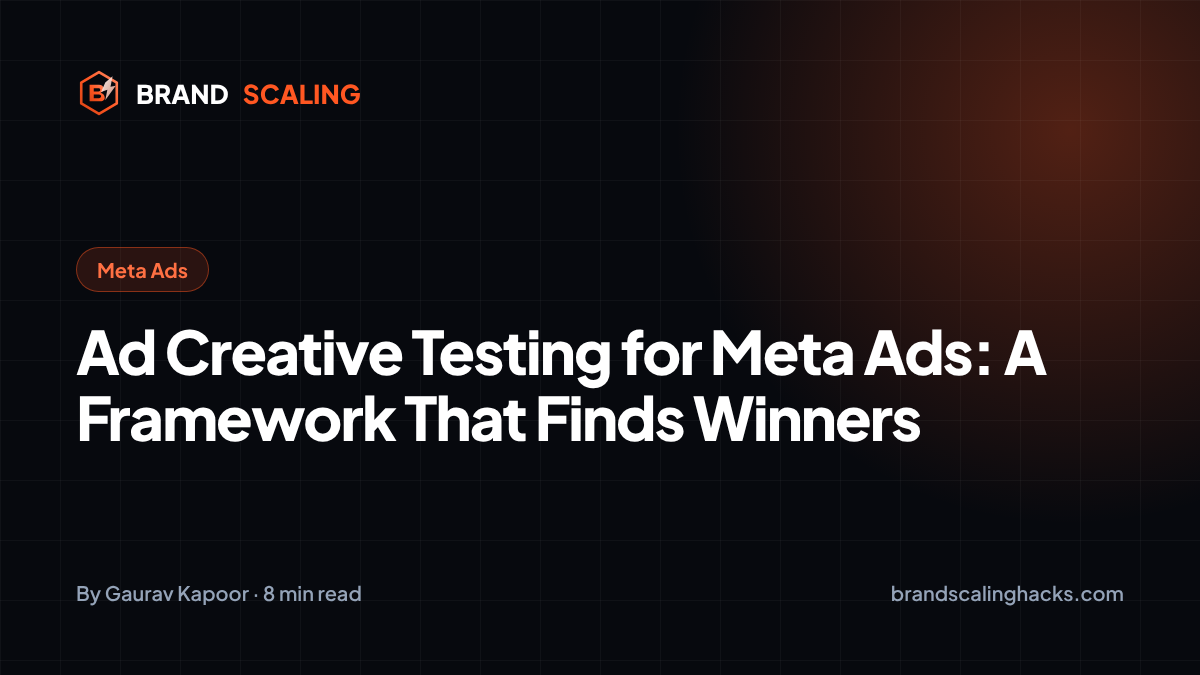 B
BRAND SCALING
Meta Ads
Ad Creative Testing for Meta Ads: A
Framework That Finds Winners
By Gaurav Kapoor · 8 min read
brandscalinghacks.com